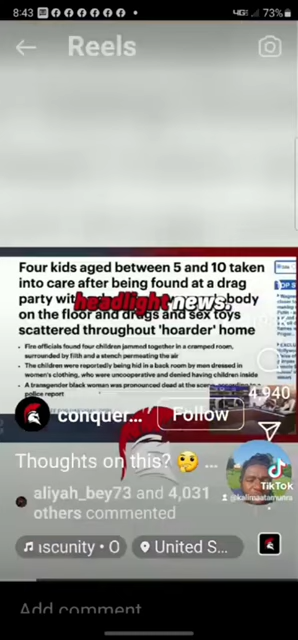 8:43
73%
Reels
Four kids aged between 5 and 10 taken
into care after being found at a drag
party wit body
headlight news.
on the floor and drugs and sex toys
scattered throughout 'hoarder' home
Fire officials found four children jammed together in a cramped room,
surrounded by filth and a stench permeating the air
The children were reportedly being hid in a back room by men dressed in
women's clothing, who were uncooperative and denied having children inside
A transgender black woman was pronounced dead at the scene, according to
police report
4,940
conquer...
Follow
Thoughts on this? 🤔 ...
TikTok
@kalimaatamunra
aliyah_bey73 and 4,031
others commented
iscunity • O
United S...
Add comment